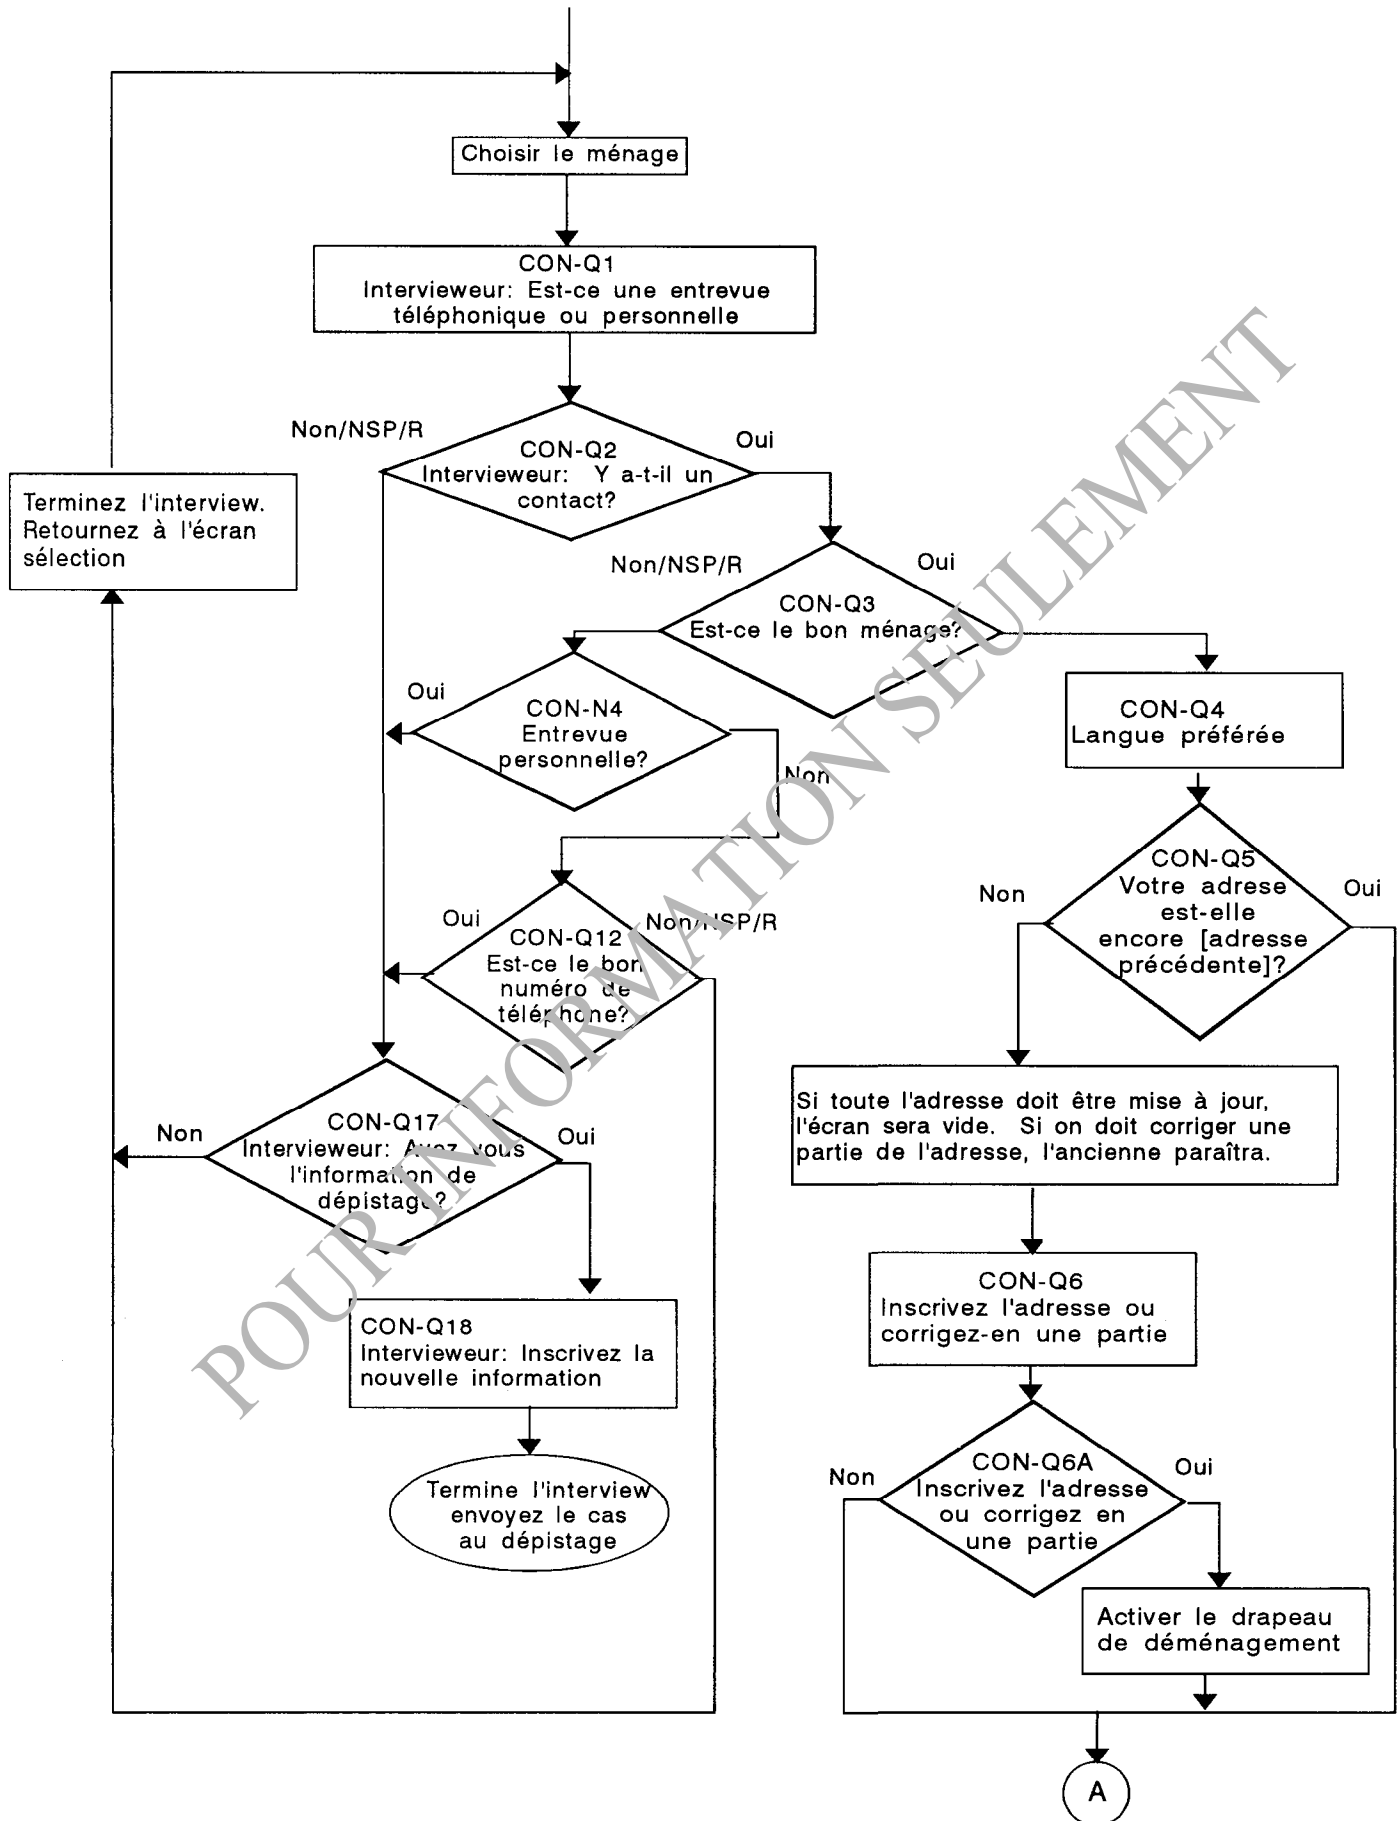 Choisir le ménage
CON-Q1
Intervieweur: Est-ce une entrevue
téléphonique ou personnelle
Non/NSP/R
Oui
CON-Q2
Intervieweur: Y a-t-il un
contact?
Terminez l'interview.
Retournez à l'écran
sélection
Non/NSP/R
Oui
CON-Q3
Est-ce le bon ménage?
Oui
CON-N4
Entrevue
personnelle?
Non
CON-Q4
Langue préférée
CON-Q5
Votre adrese
est-elle
encore [adresse
précédente]?
Non
Oui
Oui
Non/NSP/R
CON-Q12
Est-ce le bon
numéro de
téléphone?
Si toute l'adresse doit être mise à jour,
l'écran sera vide. Si on doit corriger une
partie de l'adresse, l'ancienne paraîtra.
Non
Oui
CON-Q17
Intervieweur: Avez vous
l'information de
dépistage?
CON-Q6
Inscrivez l'adresse ou
corrigez-en une partie
CON-Q18
Intervieweur: Inscrivez la
nouvelle information
Non
Oui
CON-Q6A
Inscrivez l'adresse
ou corrigez en
une partie
Termine l'interview
envoyez le cas
au dépistage
Activer le drapeau
de déménagement
A
POUR INFORMATION SEULEMENT